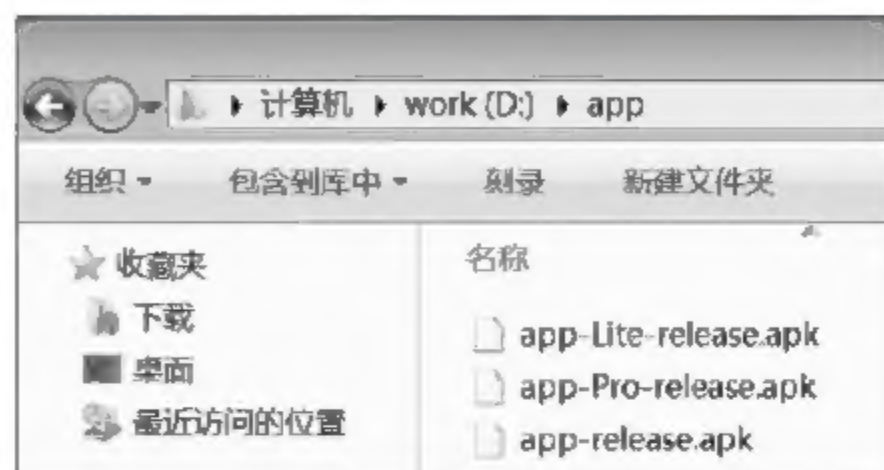 计算机 work (D:) app
组织 包含到库中 刻录 新建文件夹
收藏夹
下载
桌面
最近访问的位置
名称
app-Lite-release.apk
app-Pro-release.apk
app-release.apk